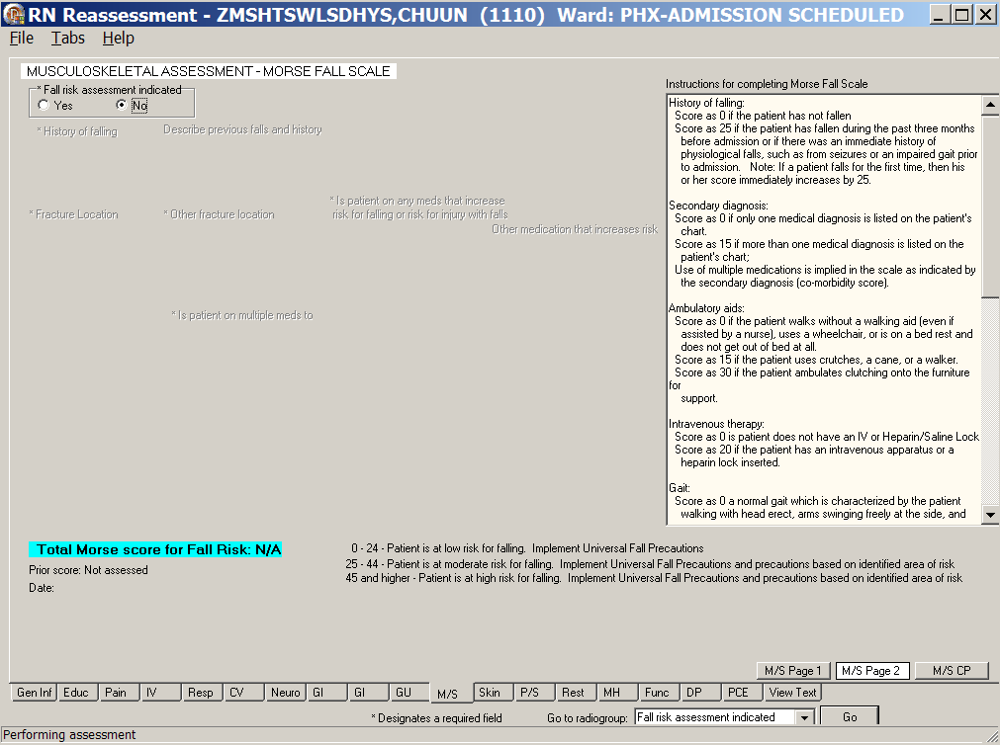 RN Reassessment - ZMSHTSWLSDHYS,CHUUN (1110) Ward: PHX-ADMISSION SCHEDULED
File Tabs Help
MUSCULOSKELETAL ASSESSMENT - MORSE FALL SCALE
* Fall risk assessment indicated
Yes No
* History of falling
Describe previous falls and history
* Fracture Location
* Other fracture location
* Is patient on any meds that increase
risk for falling or risk for injury with falls
Other medication that increases risk
* Is patient on multiple meds to
Instructions for completing Morse Fall Scale
History of falling:
Score as 0 if the patient has not fallen
Score as 25 if the patient has fallen during the past three months
before admission or if there was an immediate history of
physiological falls, such as from seizures or an impaired gait prior
to admission. Note: If a patient falls for the first time, then his
or her score immediately increases by 25.
Secondary diagnosis:
Score as 0 if only one medical diagnosis is listed on the patient's
chart.
Score as 15 if more than one medical diagnosis is listed on the
patient's chart;
Use of multiple medications is implied in the scale as indicated by
the secondary diagnosis (co-morbidity score).
Ambulatory aids:
Score as 0 if the patient walks without a walking aid (even if
assisted by a nurse), uses a wheelchair, or is on a bed rest and
does not get out of bed at all.
Score as 15 if the patient uses crutches, a cane, or a walker.
Score as 30 if the patient ambulates clutching onto the furniture
for
support.
Intravenous therapy:
Score as 0 is patient does not have an IV or Heparin/Saline Lock
Score as 20 if the patient has an intravenous apparatus or a
heparin lock inserted.
Gait:
Score as 0 a normal gait which is characterized by the patient
walking with head erect, arms swinging freely at the side, and
Total Morse score for Fall Risk: N/A
Prior score: Not assessed
Date:
0 - 24 - Patient is at low risk for falling. Implement Universal Fall Precautions
25 - 44 - Patient is at moderate risk for falling. Implement Universal Fall Precautions and precautions based on identified area of risk
45 and higher - Patient is at high risk for falling. Implement Universal Fall Precautions and precautions based on identified area of risk
M/S Page 1 M/S Page 2 M/S CP
Gen Inf Educ Pain IV Resp CV Neuro GI GI GU M/S Skin P/S Rest MH Func DP PCE View Text
* Designates a required field Go to radiogroup: Fall risk assessment indicated Go
Performing assessment